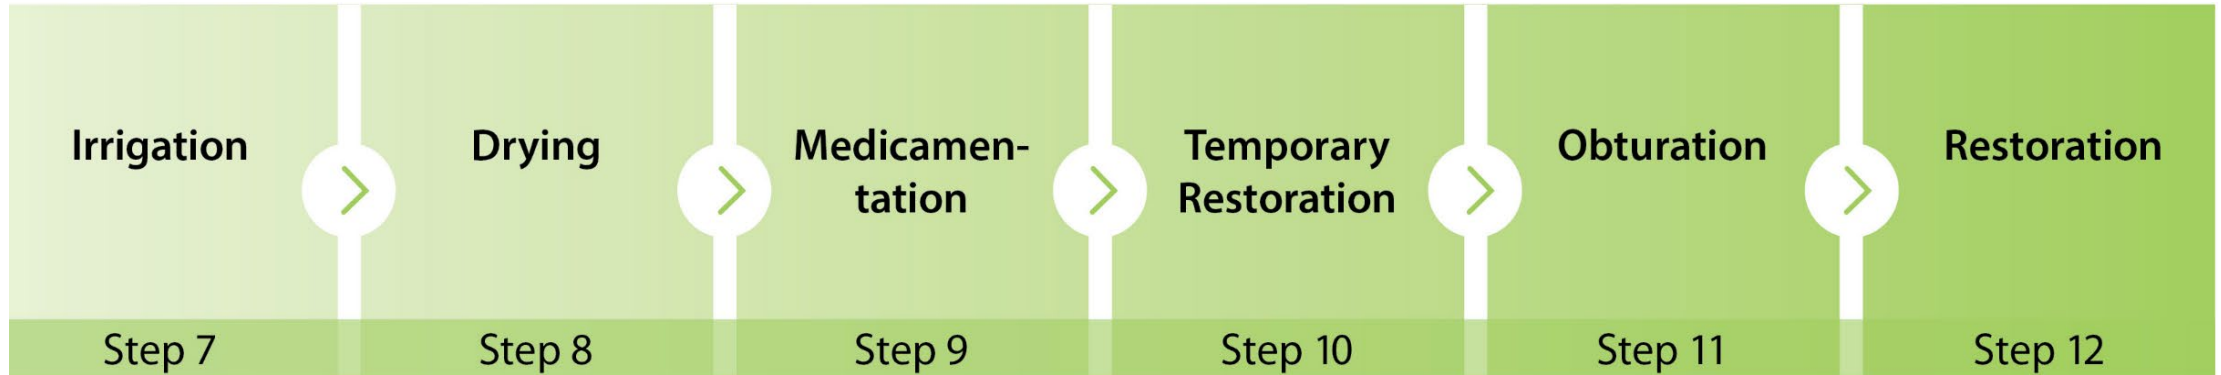 Irrigation
Drying
Medicamen-
tation
Temporary
Restoration
Obturation
Restoration
Step 7
Step 8
Step 9
Step 10
Step 11
Step 12